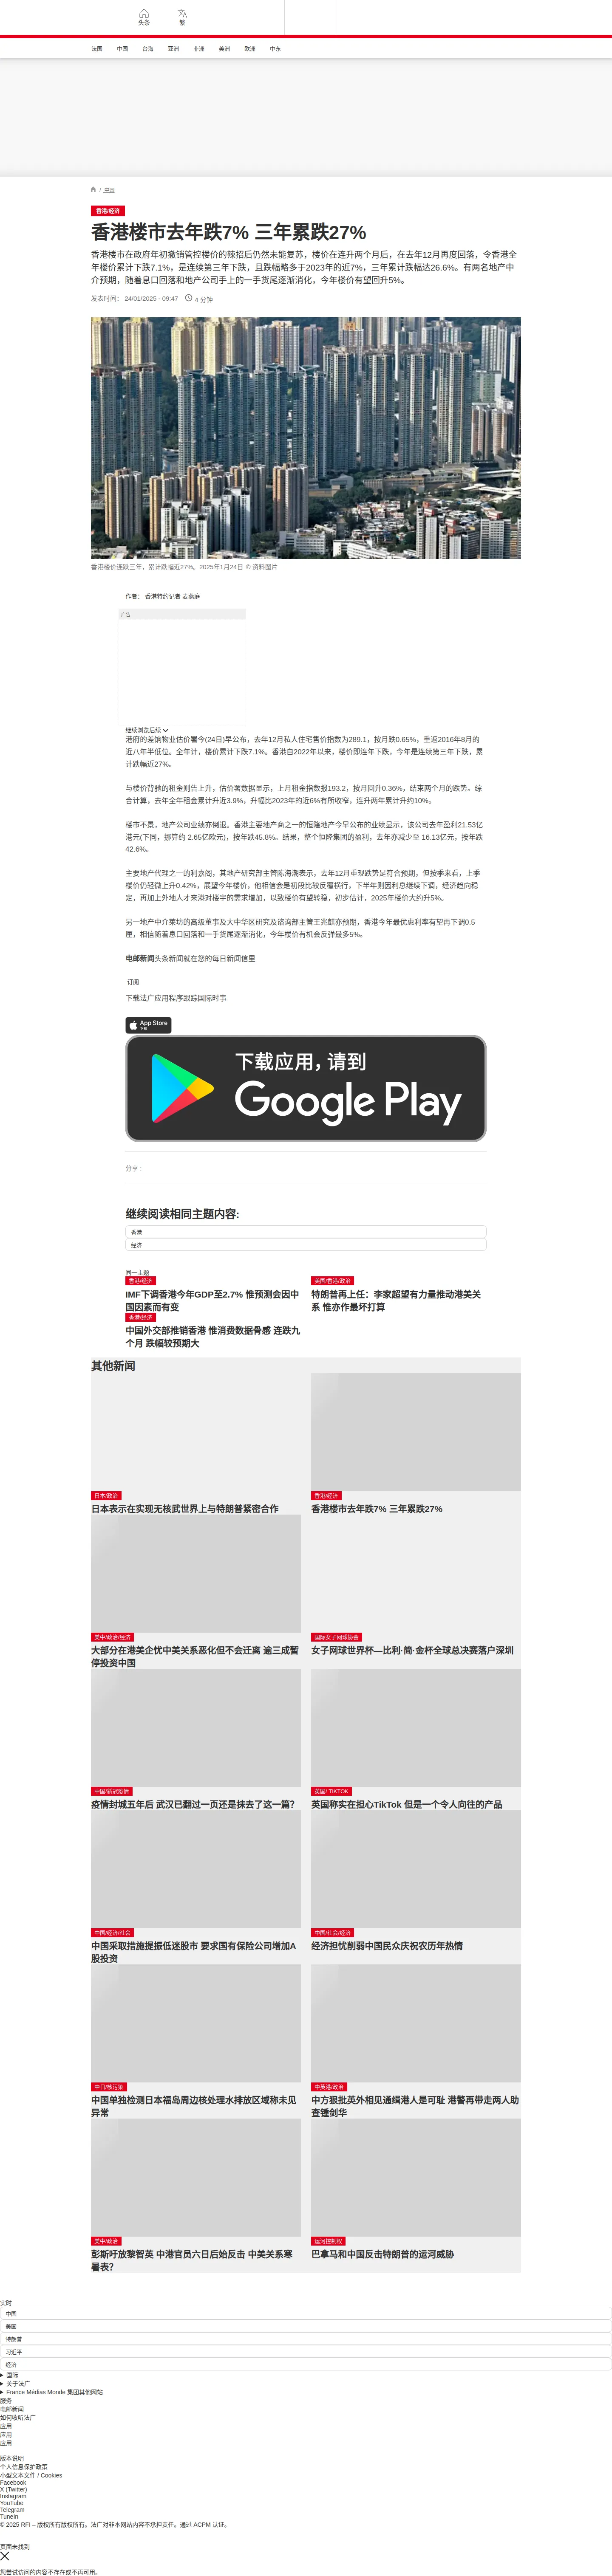 头条
繁
法国
中国
台海
亚洲
非洲
美洲
欧洲
中东
/ 中国
香港/经济
香港楼市去年跌7% 三年累跌27%
香港楼市在政府年初撤销管控楼价的辣招后仍然未能复苏，楼价在连升两个月后，在去年12月再度回落，令香港全
年楼价累计下跌7.1%，是连续第三年下跌，且跌幅略多于2023年的近7%，三年累计跌幅达26.6%。有两名地产中
介预期，随着息口回落和地产公司手上的一手货尾逐渐消化，今年楼价有望回升5%。
发表时间： 24/01/2025 - 09:47
4 分钟
香港楼价连跌三年，累计跌幅近27%。2025年1月24日 © 资料图片
作者： 香港特约记者 麦燕庭
广告
继续浏览后续
港府的差饷物业估价署今(24日)早公布，去年12月私人住宅售价指数为289.1，按月跌0.65%，重返2016年8月的
近八年半低位。全年计，楼价累计下跌7.1%。香港自2022年以来，楼价即连年下跌，今年是连续第三年下跌，累
计跌幅近27%。
与楼价背驰的租金则告上升，估价署数据显示，上月租金指数报193.2，按月回升0.36%，结束两个月的跌势。综
合计算，去年全年租金累计升近3.9%，升幅比2023年的近6%有所收窄，连升两年累计升约10%。
楼市不景，地产公司业绩亦倒退。香港主要地产商之一的恒隆地产今早公布的业绩显示，该公司去年盈利21.53亿
港元(下同，挪算约 2.65亿欧元)，按年跌45.8%。结果，整个恒隆集团的盈利，去年亦减少至 16.13亿元，按年跌
42.6%。
主要地产代理之一的利嘉阁，其地产研究部主管陈海潮表示，去年12月重现跌势是符合预期，但按季来看，上季
楼价仍轻微上升0.42%，展望今年楼价，他相信会是初段比较反覆横行，下半年则因利息继续下调，经济趋向稳
定，再加上外地人才来港对楼宇的需求增加，以致楼价有望转稳，初步估计，2025年楼价大约升5%。
另一地产中介莱坊的高级董事及大中华区研究及谘询部主管王兆麒亦预期，香港今年最优惠利率有望再下调0.5
厘，相信随着息口回落和一手货尾逐渐消化，今年楼价有机会反弹最多5%。
电邮新闻头条新闻就在您的每日新闻信里
订阅
下载法广应用程序跟踪国际时事
App Store
下载
下载应用，请到
Google Play
分享 :
继续阅读相同主题内容:
香港
经济
同一主题
香港/经济
IMF下调香港今年GDP至2.7% 惟预测会因中
国因素而有变
美国/香港/政治
特朗普再上任：李家超望有力量推动港美关
系 惟亦作最坏打算
香港/经济
中国外交部推销香港 惟消费数据骨感 连跌九
个月 跌幅较预期大
其他新闻
日本/政治
日本表示在实现无核武世界上与特朗普紧密合作
香港/经济
香港楼市去年跌7% 三年累跌27%
美中/政治/经济
大部分在港美企忧中美关系恶化但不会迁离 逾三成暂
停投资中国
国际女子网球协会
女子网球世界杯—比利·简·金杯全球总决赛落户深圳
中国/新冠疫情
疫情封城五年后 武汉已翻过一页还是抹去了这一篇？
英国/ TIKTOK
英国称实在担心TikTok 但是一个令人向往的产品
中国/经济/社会
中国采取措施提振低迷股市 要求国有保险公司增加A
股投资
中国/社会/经济
经济担忧削弱中国民众庆祝农历年热情
中日/核污染
中国单独检测日本福岛周边核处理水排放区域称未见
异常
中英港/政治
中方狠批英外相见通缉港人是可耻 港警再带走两人助
查锺剑华
美中/政治
彭斯吁放黎智英 中港官员六日后始反击 中美关系寒
暑表？
运河控制权
巴拿马和中国反击特朗普的运河威胁
实时
中国
美国
特朗普
习近平
经济
国际
关于法广
France Médias Monde 集团其他网站
服务
电邮新闻
如何收听法广
应用
应用
应用
版本说明
个人信息保护政策
小型文本文件 / Cookies
Facebook
X (Twitter)
Instagram
YouTube
Telegram
TuneIn
© 2025 RFI – 版权所有版权所有。法广对非本网站内容不承担责任。通过 ACPM 认证。
页面未找到
您尝试访问的内容不存在或不再可用。